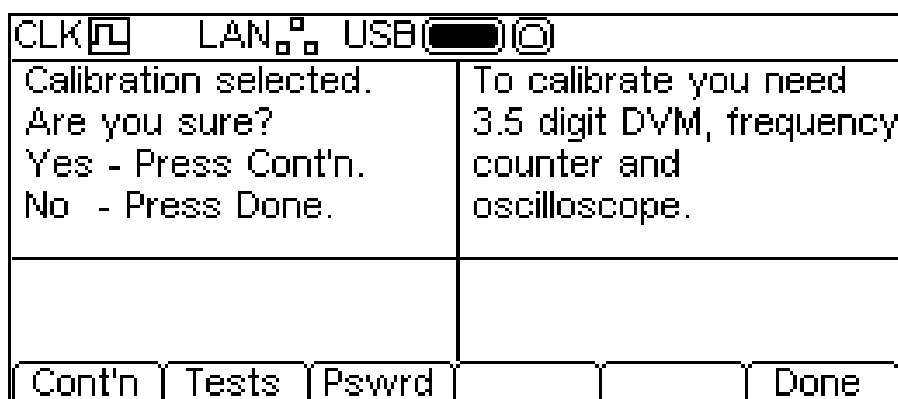 CLK LAN USB
Calibration selected.
Are you sure?
Yes - Press Cont'n.
No - Press Done.
To calibrate you need
3.5 digit DVM, frequency
counter and
oscilloscope.
Cont'n Tests Pswrd Done